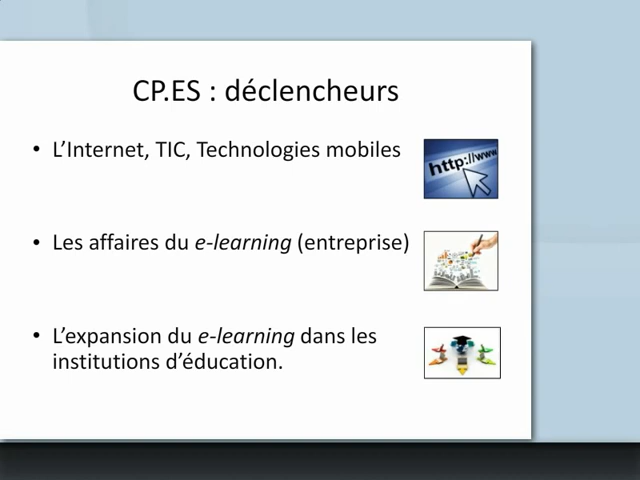 CP.ES : déclencheurs
• L’Internet, TIC, Technologies mobiles
http://www
• Les affaires du e-learning (entreprise)
• L’expansion du e-learning dans les
institutions d’éducation.